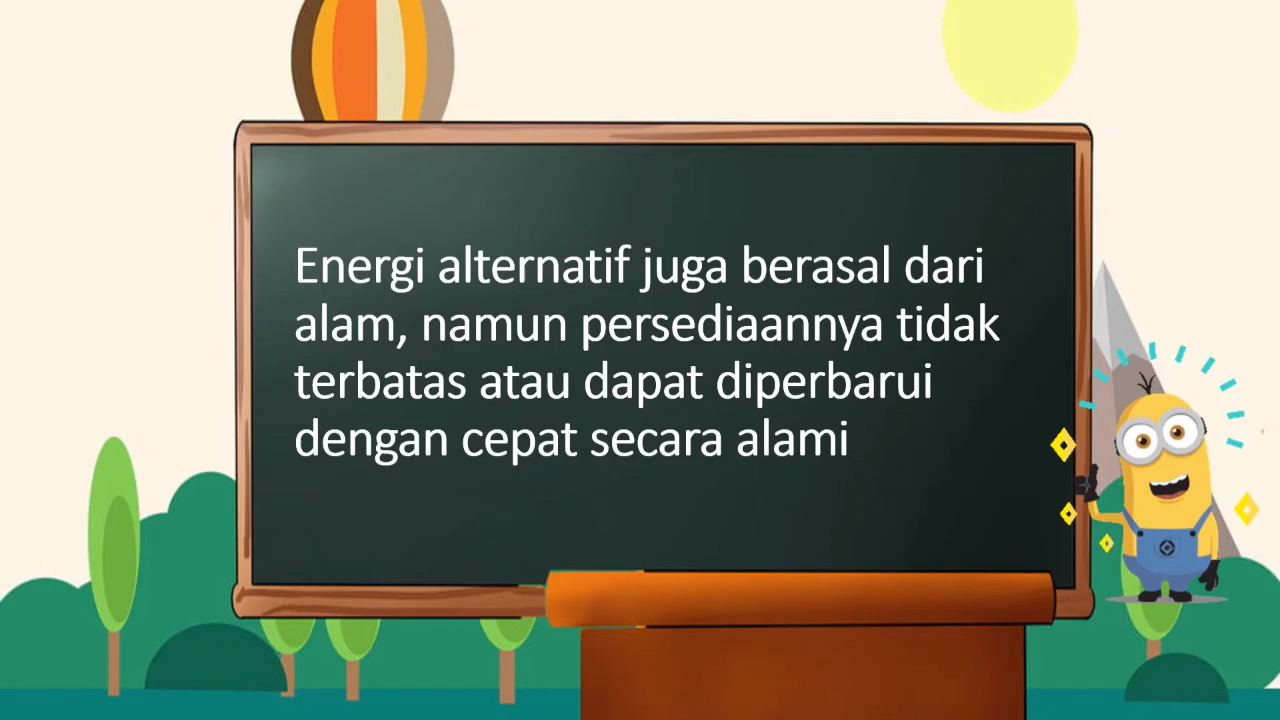 Energi alternatif juga berasal dari
alam, namun persediaannya tidak
terbatas atau dapat diperbarui
dengan cepat secara alami